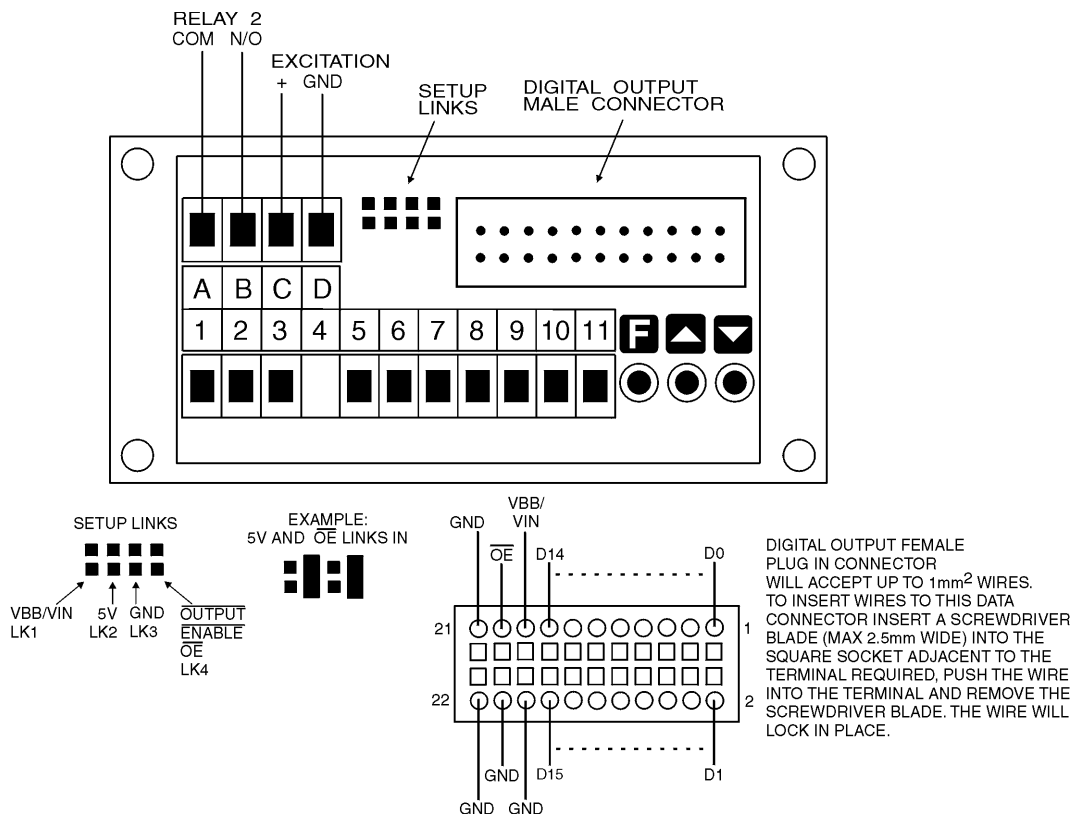 RELAY 2
COM N/O
EXCITATION
+ GND
SETUP
LINKS
DIGITAL OUTPUT
MALE CONNECTOR
A B C D
1 2 3 4 5 6 7 8 9 10 11 F
SETUP LINKS
VBB/VIN
LK1
5V
LK2
GND
LK3
OUTPUT
ENABLE
OE
LK4
EXAMPLE:
5V AND OE LINKS IN
GND
OE
VBB/
VIN
D14
D0
21
1
22
2
GND
GND
GND
D15
D1
DIGITAL OUTPUT FEMALE
PLUG IN CONNECTOR
WILL ACCEPT UP TO 1mm² WIRES.
TO INSERT WIRES TO THIS DATA
CONNECTOR INSERT A SCREWDRIVER
BLADE (MAX 2.5mm WIDE) INTO THE
SQUARE SOCKET ADJACENT TO THE
TERMINAL REQUIRED, PUSH THE WIRE
INTO THE TERMINAL AND REMOVE THE
SCREWDRIVER BLADE. THE WIRE WILL
LOCK IN PLACE.